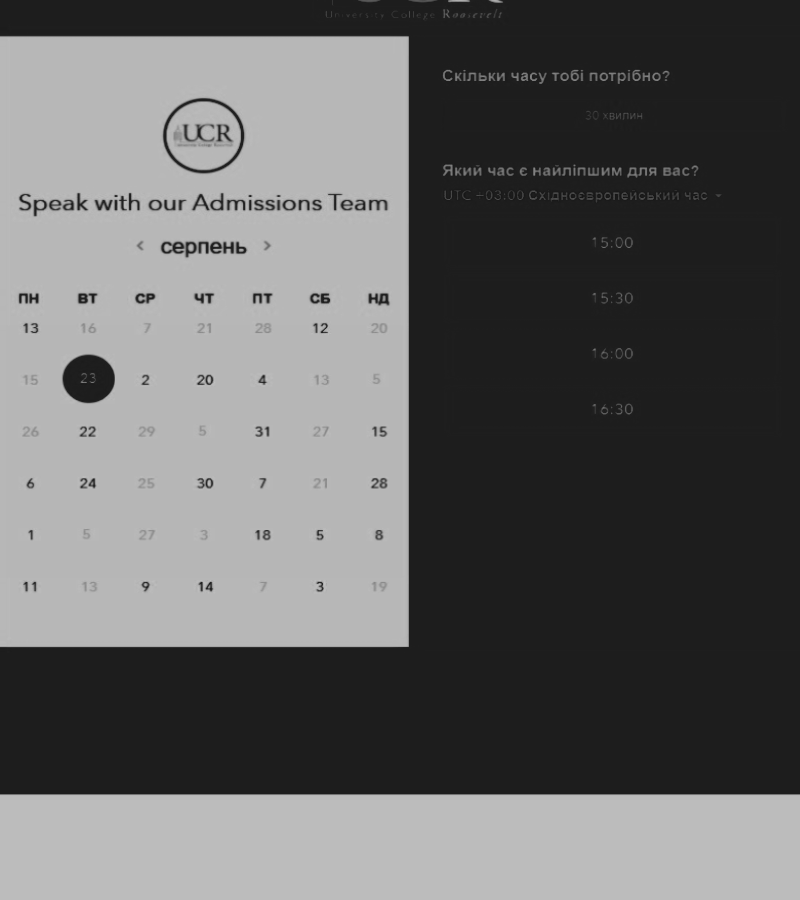 University College Roosevelt
UCR
Speak with our Admissions Team
серпень
ПН ВТ СР ЧТ ПТ СБ НД
13 16 7 21 28 12 20
15 23 2 20 4 13 5
26 22 29 5 31 27 15
6 24 25 30 7 21 28
1 5 27 3 18 5 8
11 13 9 14 7 3 19
Скільки часу тобі потрібно?
30 хвилин
Який час є найліпшим для вас?
UTC +03:00 Східноєвропейський час
15:00
15:30
16:00
16:30